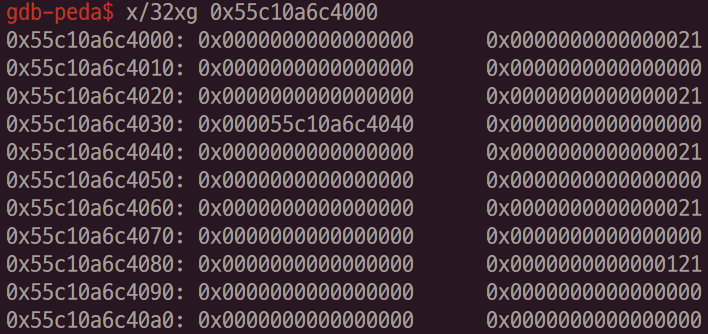 gdb-peda$ x/32xg 0x55c10a6c4000
0x55c10a6c4000: 0x0000000000000000 0x0000000000000021
0x55c10a6c4010: 0x0000000000000000 0x0000000000000000
0x55c10a6c4020: 0x0000000000000000 0x0000000000000021
0x55c10a6c4030: 0x000055c10a6c4040 0x0000000000000000
0x55c10a6c4040: 0x0000000000000000 0x0000000000000021
0x55c10a6c4050: 0x0000000000000000 0x0000000000000000
0x55c10a6c4060: 0x0000000000000000 0x0000000000000021
0x55c10a6c4070: 0x0000000000000000 0x0000000000000000
0x55c10a6c4080: 0x0000000000000000 0x0000000000000121
0x55c10a6c4090: 0x0000000000000000 0x0000000000000000
0x55c10a6c40a0: 0x0000000000000000 0x0000000000000000